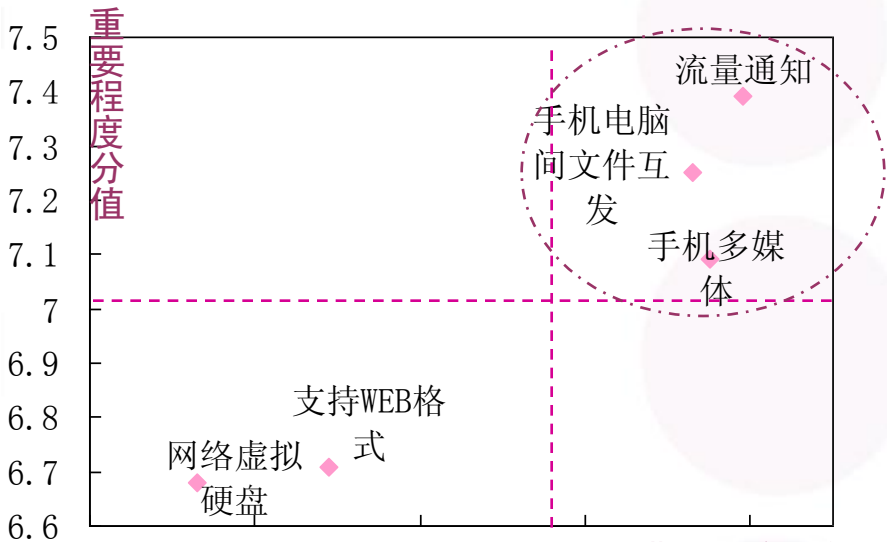 重要程度分值
7.5
7.4
7.3
7.2
7.1
7
6.9
6.8
6.7
6.6
流量通知
手机电脑
间文件互
发
手机多媒
体
支持WEB格
式
网络虚拟
硬盘